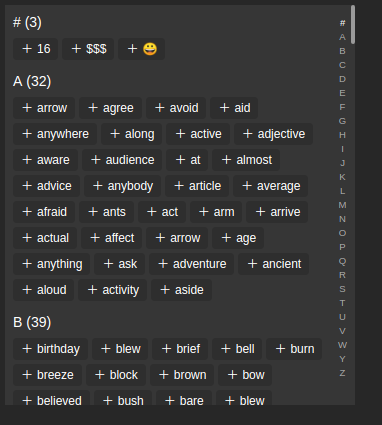 # (3)
+ 16 + $$$ + 😀
A (32)
+ arrow + agree + avoid + aid
+ anywhere + along + active + adjective
+ aware + audience + at + almost
+ advice + anybody + article + average
+ afraid + ants + act + arm + arrive
+ actual + affect + arrow + age
+ anything + ask + adventure + ancient
+ aloud + activity + aside
B (39)
+ birthday + blew + brief + bell + burn
+ breeze + block + brown + bow
+ believed + bush + bare + blew
#
A
B
C
D
E
F
G
H
I
J
K
L
M
N
O
P
Q
R
S
T
U
V
W
Y
Z